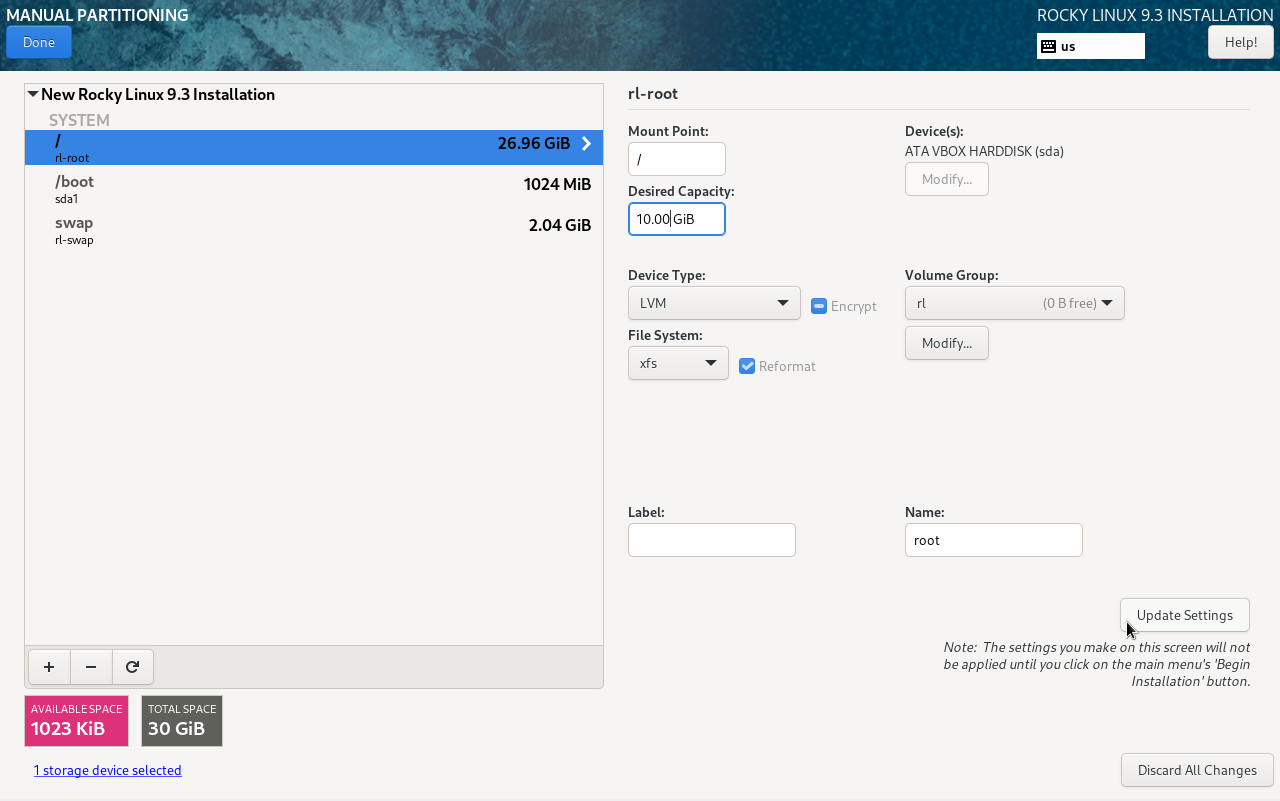 MANUAL PARTITIONING
ROCKY LINUX 9.3 INSTALLATION
Done
us
Help!
New Rocky Linux 9.3 Installation
SYSTEM
/
26.96 GiB
rl-root
/boot
1024 MiB
sda1
swap
2.04 GiB
rl-swap
+
−
AVAILABLE SPACE
1023 KiB
TOTAL SPACE
30 GiB
1 storage device selected
rl-root
Mount Point:
/
Desired Capacity:
10.00 GiB
Device(s):
ATA VBOX HARDDISK (sda)
Modify...
Device Type:
LVM
Encrypt
File System:
xfs
Reformat
Volume Group:
rl (0 B free)
Modify...
Label:
Name:
root
Update Settings
Note: The settings you make on this screen will not
be applied until you click on the main menu's 'Begin
Installation' button.
Discard All Changes